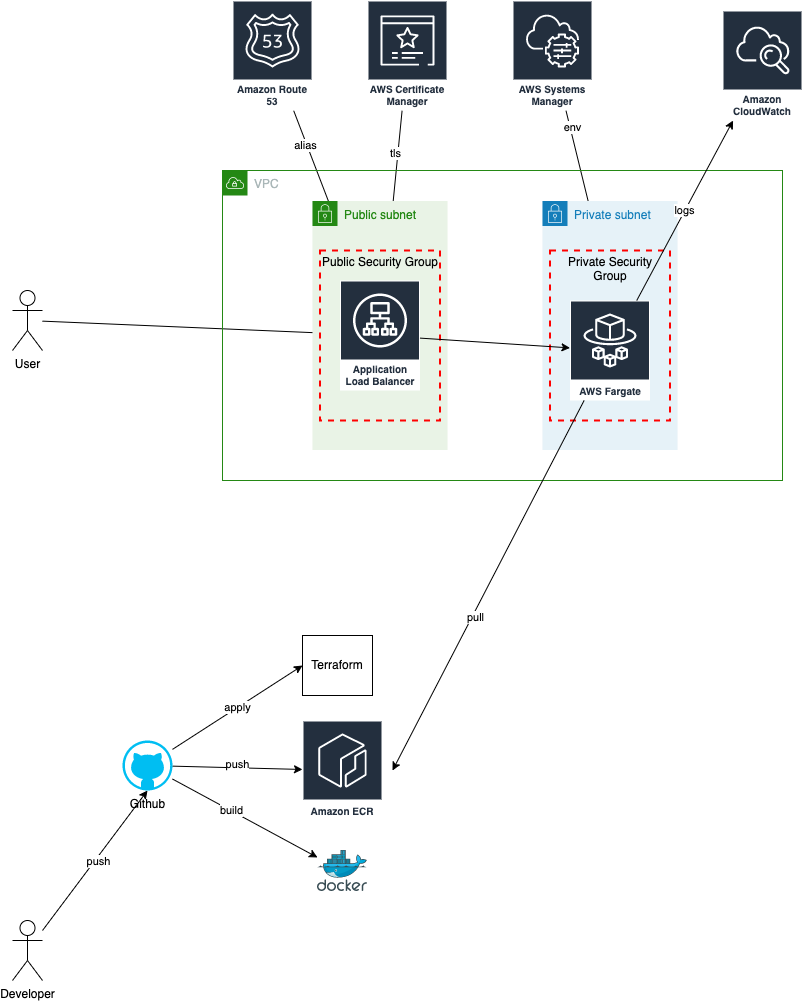 53
Amazon Route
53
AWS Certificate
Manager
AWS Systems
Manager
Amazon
CloudWatch
alias
tls
env
logs
VPC
Public subnet
Private subnet
Public Security Group
Private Security
Group
User
Application
Load Balancer
AWS Fargate
pull
Terraform
apply
push
build
Github
Amazon ECR
docker
push
Developer